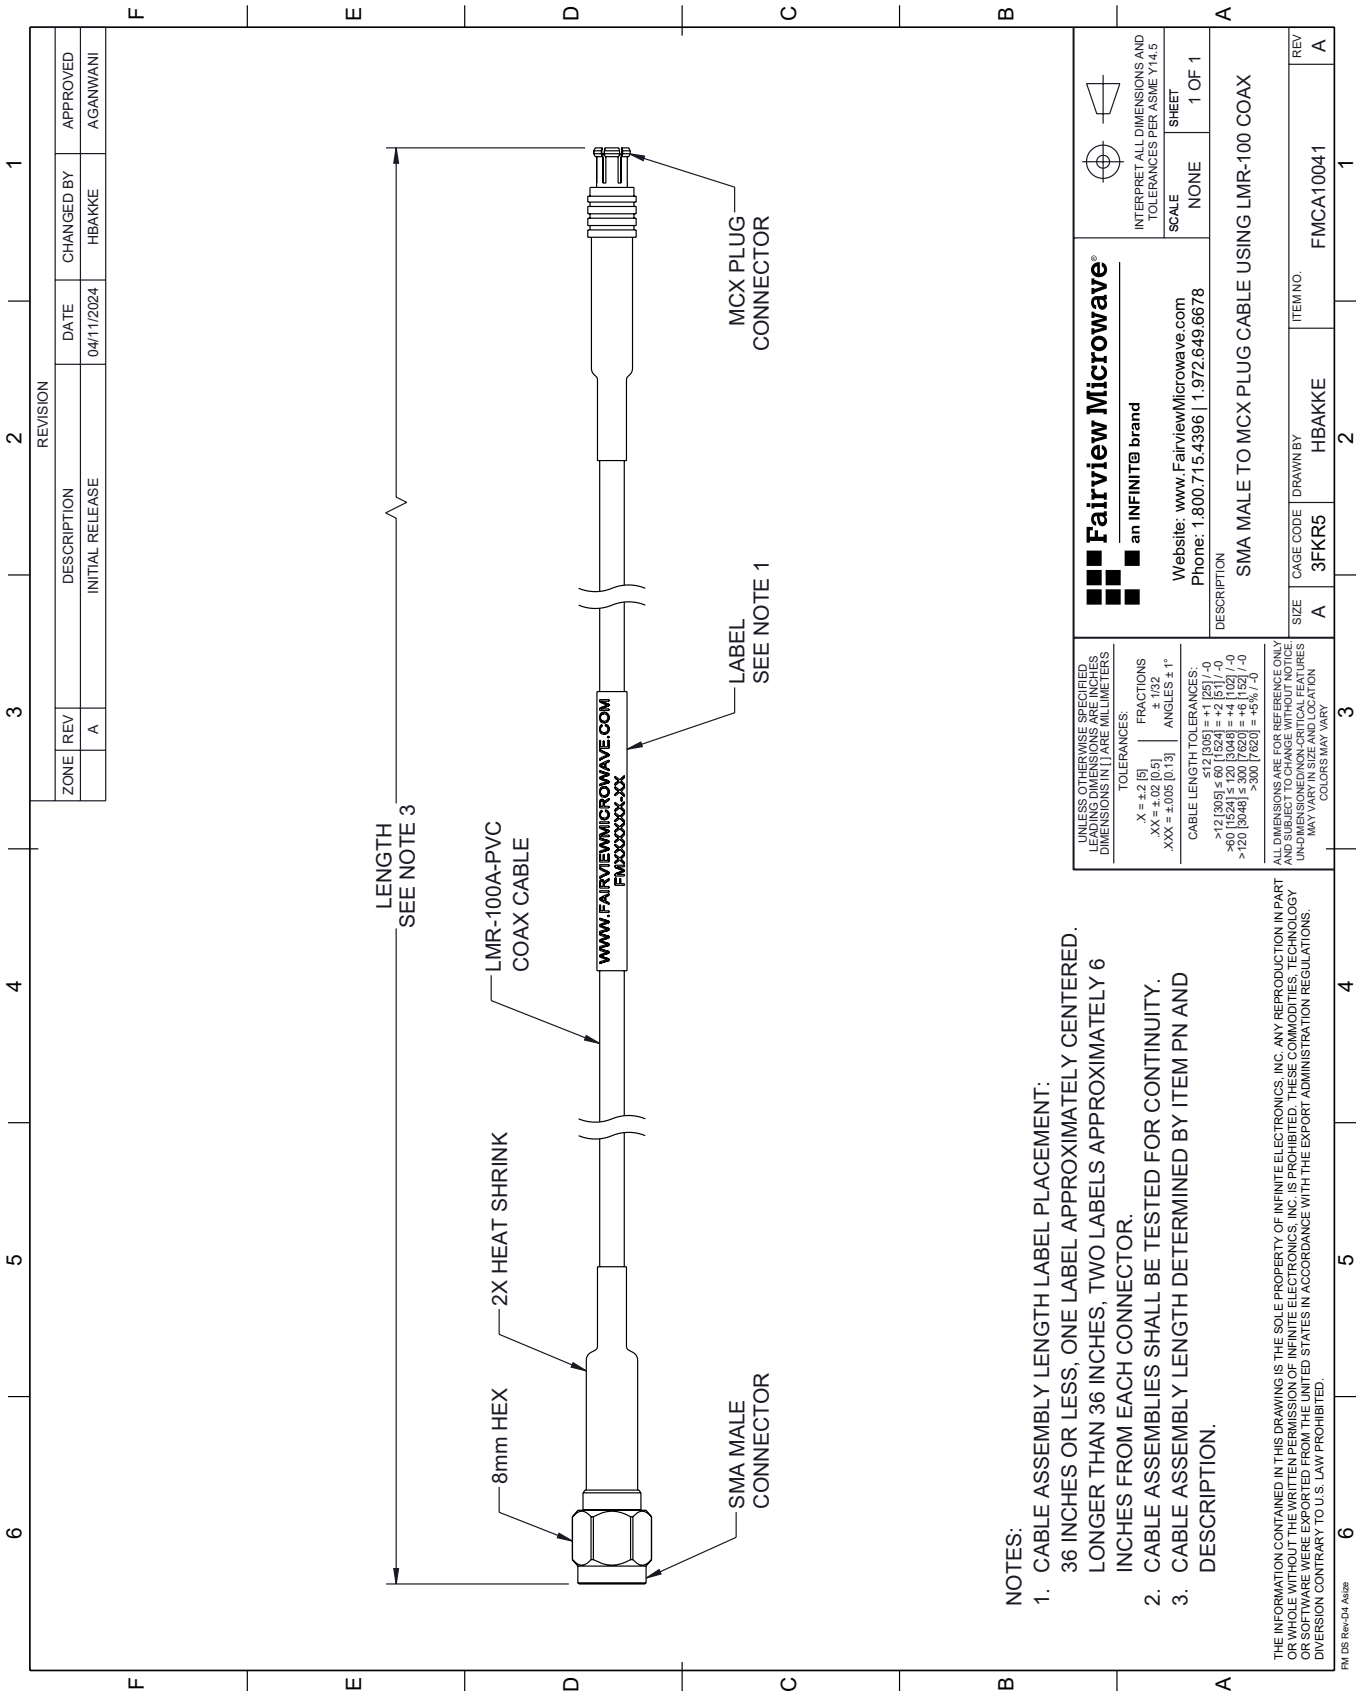 6
5
4
3
2
1
F
E
D
C
B
A
REVISION
ZONE
REV
DESCRIPTION
DATE
CHANGED BY
APPROVED
A
INITIAL RELEASE
04/11/2024
HBAKKE
AGANWANI
LENGTH
SEE NOTE 3
8mm HEX
2X HEAT SHRINK
LMR-100A-PVC
COAX CABLE
WWW.FAIRVIEWMICROWAVE.COM
FMXXXXXX-XX
SMA MALE
CONNECTOR
LABEL
SEE NOTE 1
MCX PLUG
CONNECTOR
NOTES:
1. CABLE ASSEMBLY LENGTH LABEL PLACEMENT:
36 INCHES OR LESS, ONE LABEL APPROXIMATELY CENTERED.
LONGER THAN 36 INCHES, TWO LABELS APPROXIMATELY 6
INCHES FROM EACH CONNECTOR.
2. CABLE ASSEMBLIES SHALL BE TESTED FOR CONTINUITY.
3. CABLE ASSEMBLY LENGTH DETERMINED BY ITEM PN AND
DESCRIPTION.
THE INFORMATION CONTAINED IN THIS DRAWING IS THE SOLE PROPERTY OF INFINITE ELECTRONICS, INC. ANY REPRODUCTION IN PART
OR WHOLE WITHOUT THE WRITTEN PERMISSION OF INFINITE ELECTRONICS, INC. IS PROHIBITED. THESE COMMODITIES, TECHNOLOGY
OR SOFTWARE WERE EXPORTED FROM THE UNITED STATES IN ACCORDANCE WITH THE EXPORT ADMINISTRATION REGULATIONS.
DIVERSION CONTRARY TO U.S. LAW PROHIBITED.
UNLESS OTHERWISE SPECIFIED
LEADING DIMENSIONS ARE INCHES
DIMENSIONS IN [ ] ARE MILLIMETERS
TOLERANCES:
.X = ±.2 [5]
.XX = ±.02 [0.5]
.XXX = ±.005 [0.13]
FRACTIONS
± 1/32
ANGLES ± 1°
CABLE LENGTH TOLERANCES:
≤12 [305] = +1 [25] / -0
>12 [305] ≤ 60 [1524] = +2 [51] / -0
>60 [1524] ≤ 120 [3048] = +4 [102] / -0
>120 [3048] ≤ 300 [7620] = +6 [152] / -0
>300 [7620] = +5% / -0
ALL DIMENSIONS ARE FOR REFERENCE ONLY
AND SUBJECT TO CHANGE WITHOUT NOTICE.
UN-DIMENSIONED/NON-CRITICAL FEATURES
MAY VARY IN SIZE AND LOCATION
COLORS MAY VARY
Fairview Microwave®
an INFINIT@ brand
Website: www.FairviewMicrowave.com
Phone: 1.800.715.4396 | 1.972.649.6678
INTERPRET ALL DIMENSIONS AND
TOLERANCES PER ASME Y14.5
SCALE
NONE
SHEET
1 OF 1
DESCRIPTION
SMA MALE TO MCX PLUG CABLE USING LMR-100 COAX
SIZE
A
CAGE CODE
3FKR5
DRAWN BY
HBAKKE
ITEM NO.
FMCA10041
REV
A
FM DS Rev-D4 Asize
6
5
4
3
2
1
F
E
D
C
B
A